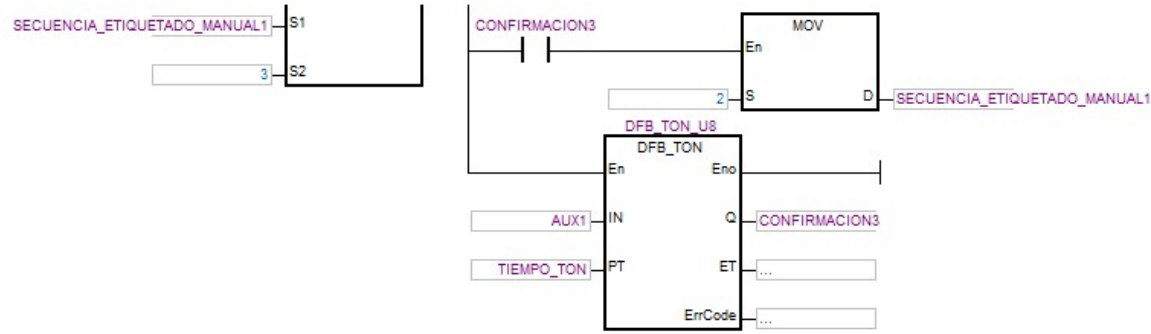 SECUENCIA_ETIQUETADO_MANUAL1 S1
3 S2
CONFIRMACION3
MOV
En
2 S D SECUENCIA_ETIQUETADO_MANUAL1
DFB_TON_U8
DFB_TON
En Eno
AUX1 IN Q CONFIRMACION3
TIEMPO_TON PT ET ...
ErrCode ...